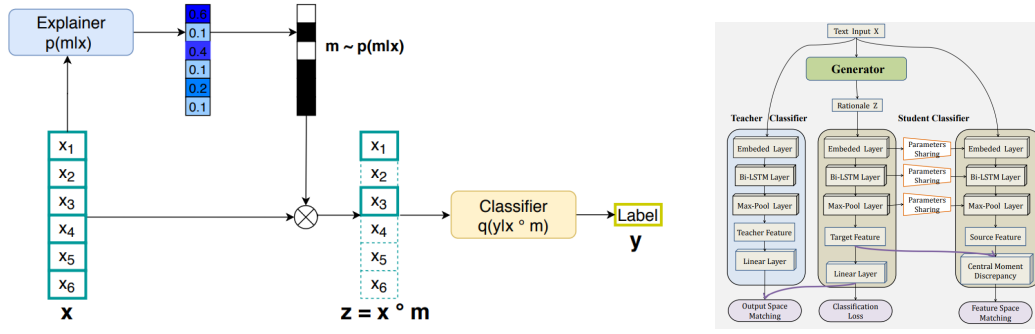 Explainer
p(m|x)
0.6
0.1
0.4
0.1
0.2
0.1
m ~ p(m|x)
x1
x2
x3
x4
x5
x6
x
x1
x2
x3
x4
x5
x6
z = x ° m
Classifier
q(y|x ° m)
Label
y
Text Input X
Generator
Rationale Z
Teacher Classifier
Student Classifier
Embeded Layer
Bi-LSTM Layer
Max-Pool Layer
Teacher Feature
Linear Layer
Output Space
Matching
Embeded Layer
Bi-LSTM Layer
Max-Pool Layer
Target Feature
Linear Layer
Classification
Loss
Parameters
Sharing
Parameters
Sharing
Parameters
Sharing
Embeded Layer
Bi-LSTM Layer
Max-Pool Layer
Source Feature
Central Moment
Discrepancy
Feature Space
Matching